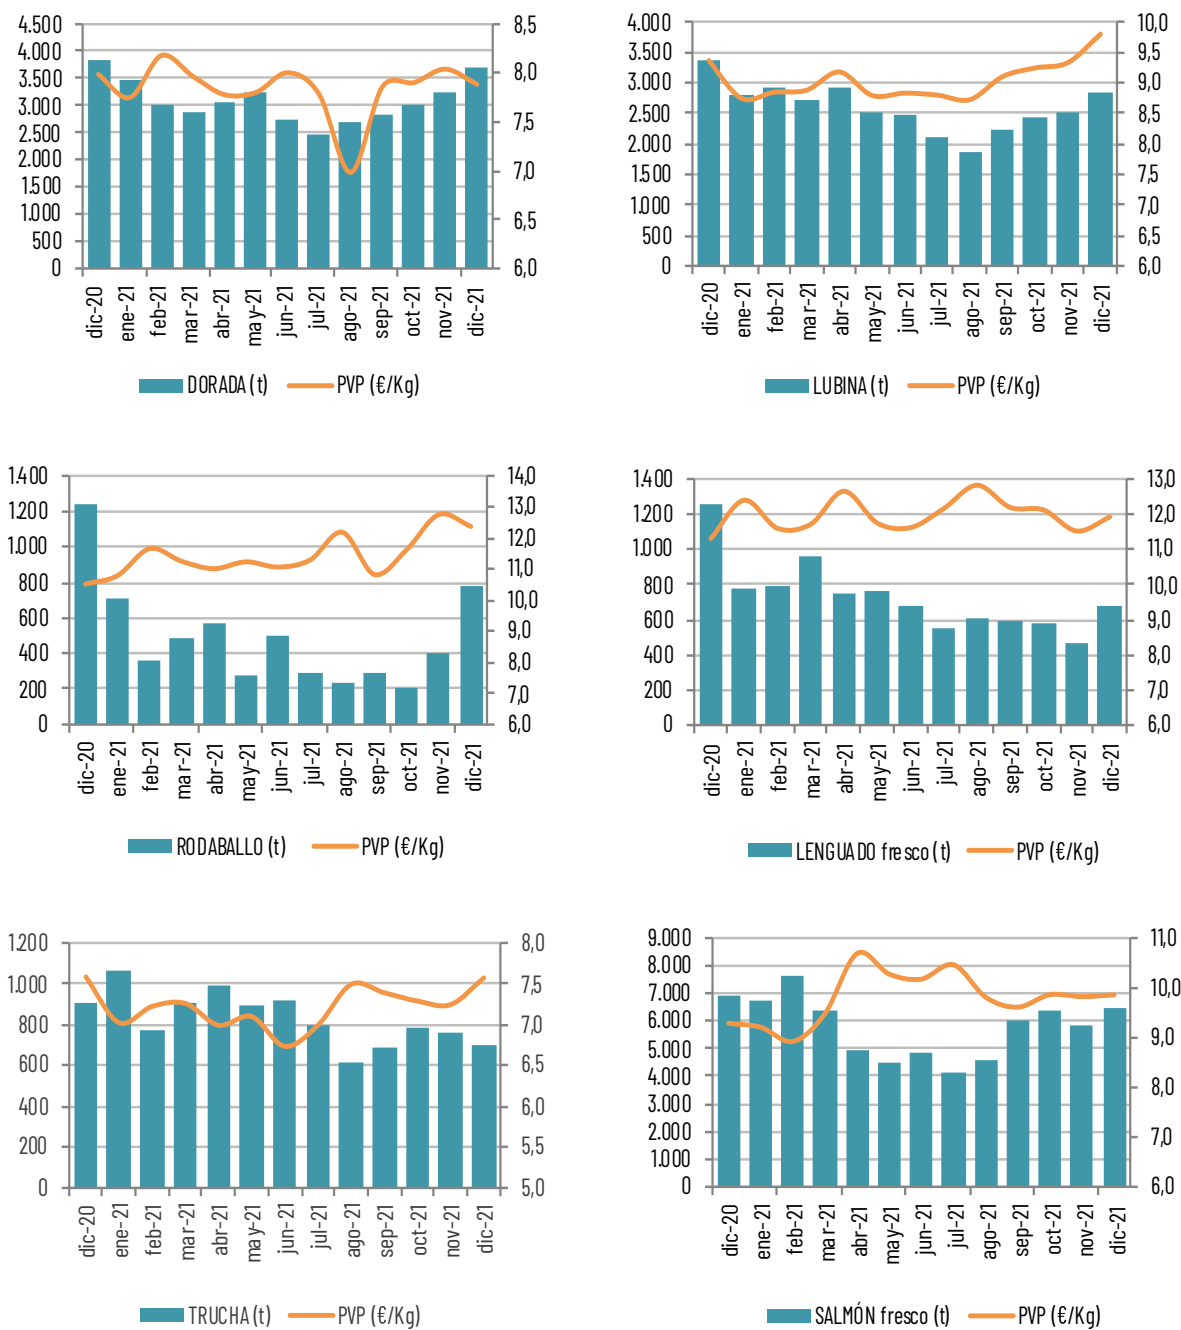 4.500
4.000
3.500
3.000
2.500
2.000
1.500
1.000
500
0
8,5
8,0
7,5
7,0
6,5
6,0
dic-20
ene-21
feb-21
mar-21
abr-21
may-21
jun-21
jul-21
ago-21
sep-21
oct-21
nov-21
dic-21
DORADA (t) PVP (€/Kg)
4.000
3.500
3.000
2.500
2.000
1.500
1.000
500
0
10,0
9,5
9,0
8,5
8,0
7,5
7,0
6,5
6,0
dic-20
ene-21
feb-21
mar-21
abr-21
may-21
jun-21
jul-21
ago-21
sep-21
oct-21
nov-21
dic-21
LUBINA (t) PVP (€/Kg)
1.400
1.200
1.000
800
600
400
200
0
14,0
13,0
12,0
11,0
10,0
9,0
8,0
7,0
6,0
dic-20
ene-21
feb-21
mar-21
abr-21
may-21
jun-21
jul-21
ago-21
sep-21
oct-21
nov-21
dic-21
RODABALLO (t) PVP (€/Kg)
1.400
1.200
1.000
800
600
400
200
0
13,0
12,0
11,0
10,0
9,0
8,0
7,0
6,0
dic-20
ene-21
feb-21
mar-21
abr-21
may-21
jun-21
jul-21
ago-21
sep-21
oct-21
nov-21
dic-21
LENGUADO fresco (t) PVP (€/Kg)
1.200
1.000
800
600
400
200
0
8,0
7,5
7,0
6,5
6,0
5,5
5,0
dic-20
ene-21
feb-21
mar-21
abr-21
may-21
jun-21
jul-21
ago-21
sep-21
oct-21
nov-21
dic-21
TRUCHA (t) PVP (€/Kg)
9.000
8.000
7.000
6.000
5.000
4.000
3.000
2.000
1.000
0
11,0
10,0
9,0
8,0
7,0
6,0
dic-20
ene-21
feb-21
mar-21
abr-21
may-21
jun-21
jul-21
ago-21
sep-21
oct-21
nov-21
dic-21
SALMÓN fresco (t) PVP (€/Kg)